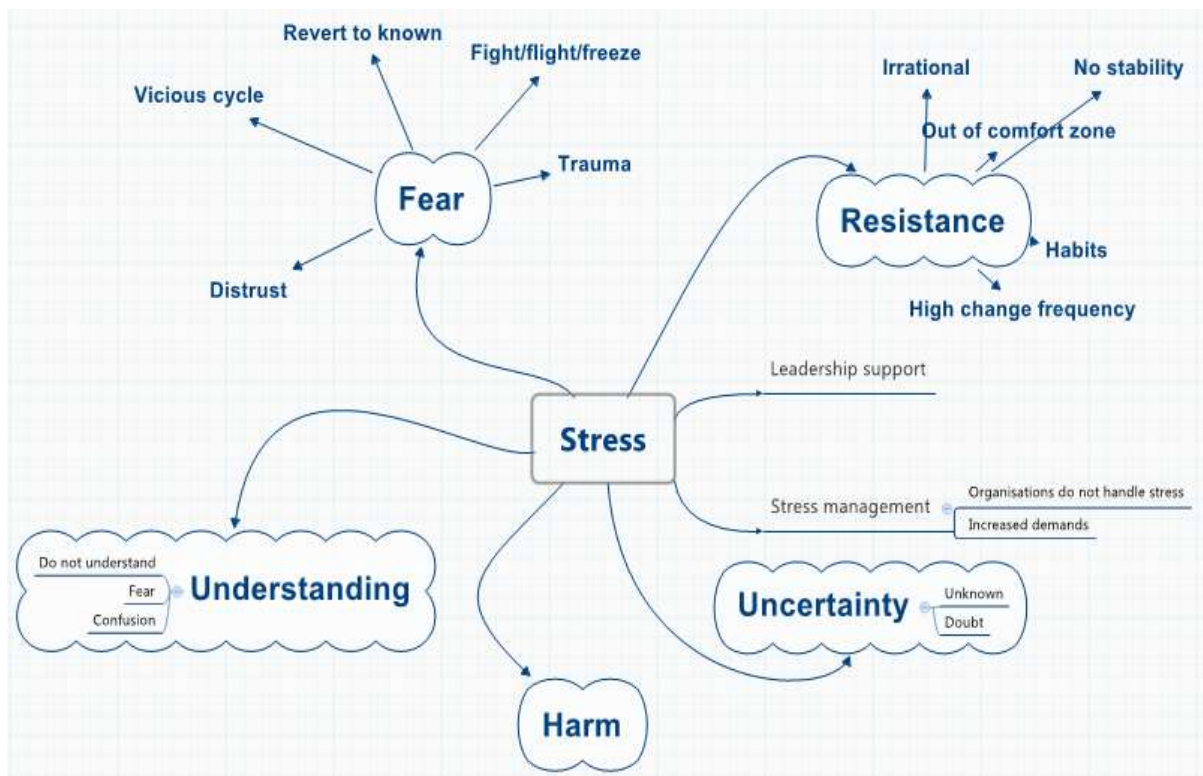 Revert to known
Fight/flight/freeze
Vicious cycle
Trauma
Fear
Distrust
Irrational
No stability
Out of comfort zone
Resistance
Habits
High change frequency
Leadership support
Stress
Stress management
Organisations do not handle stress
Increased demands
Do not understand
Fear
Confusion
Understanding
Uncertainty
Unknown
Doubt
Harm